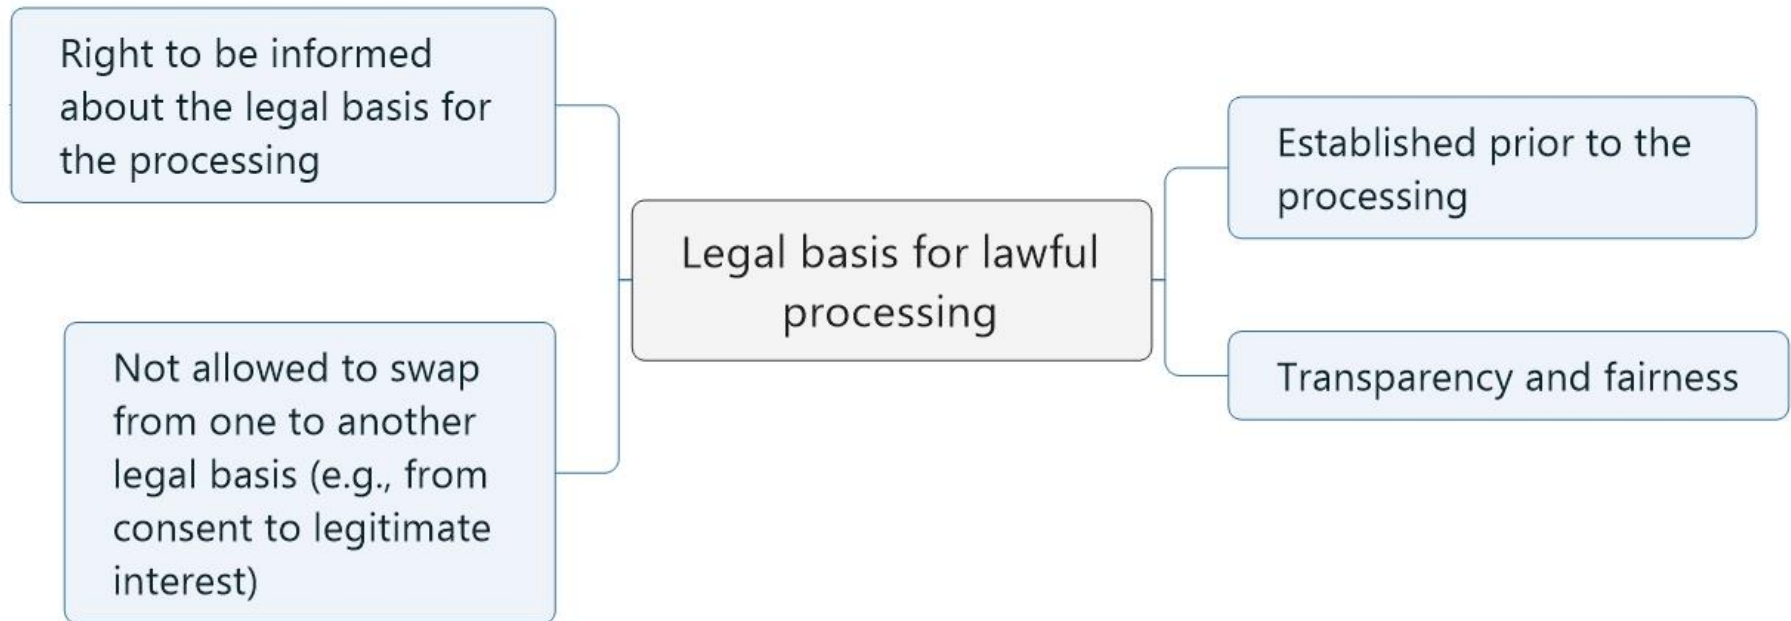 Right to be informed
about the legal basis for
the processing
Not allowed to swap
from one to another
legal basis (e.g., from
consent to legitimate
interest)
Legal basis for lawful
processing
Established prior to the
processing
Transparency and fairness